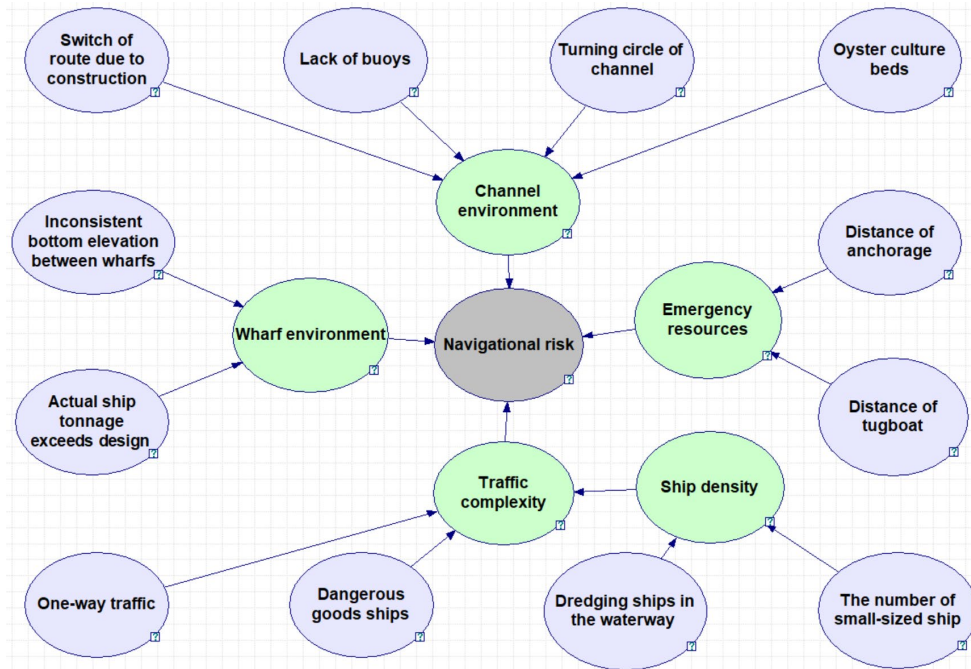 Switch of
route due to
construction
Lack of buoys
Turning circle of
channel
Oyster culture
beds
Channel
environment
Inconsistent
bottom elevation
between wharfs
Distance of
anchorage
Emergency
resources
Wharf environment
Navigational risk
Actual ship
tonnage
exceeds design
Distance of
tugboat
Traffic
complexity
Ship density
One-way traffic
Dangerous
goods ships
Dredging ships in
the waterway
The number of
small-sized ship